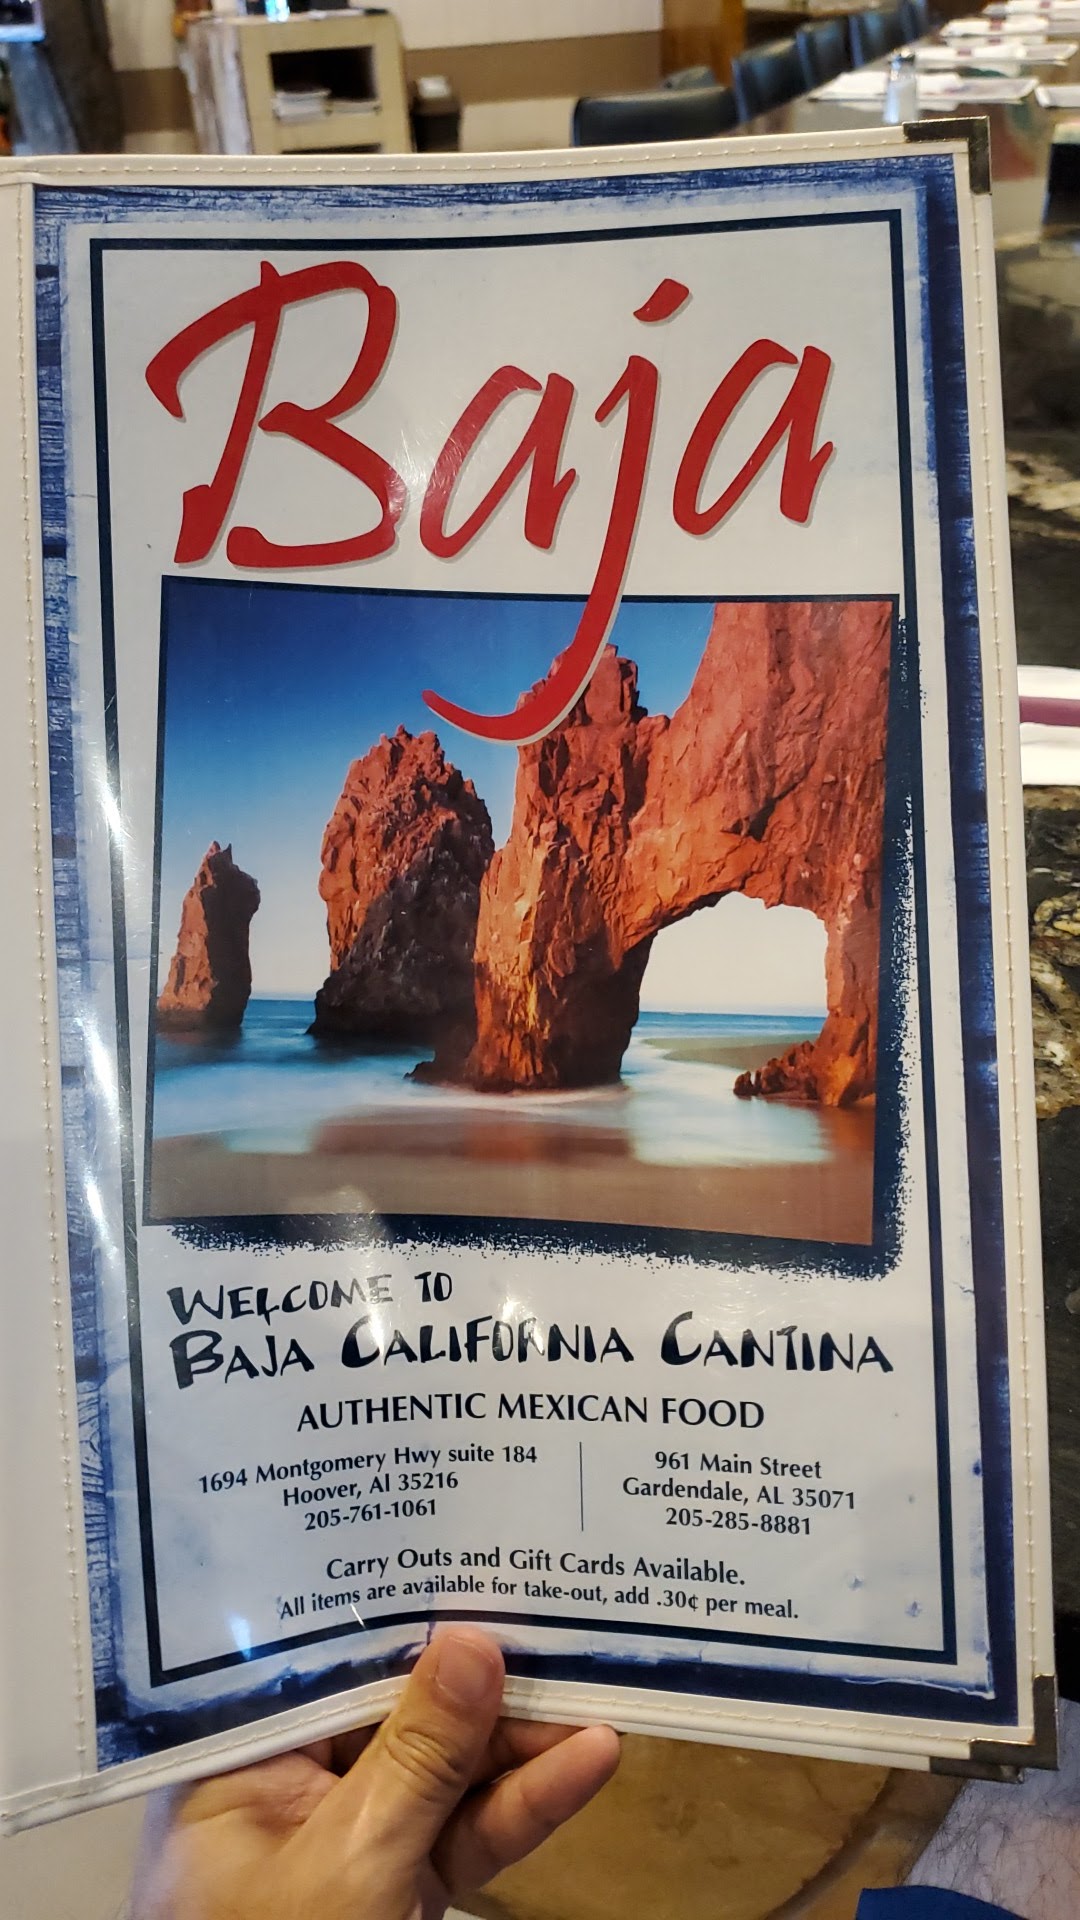 Baja
WELCOME TO
BAJA CALIFORNIA CANTINA
AUTHENTIC MEXICAN FOOD
1694 Montgomery Hwy suite 184
Hoover, Al 35216
205-761-1061
961 Main Street
Gardendale, AL 35071
205-285-8881
Carry Outs and Gift Cards Available.
All items are available for take-out, add .30¢ per meal.